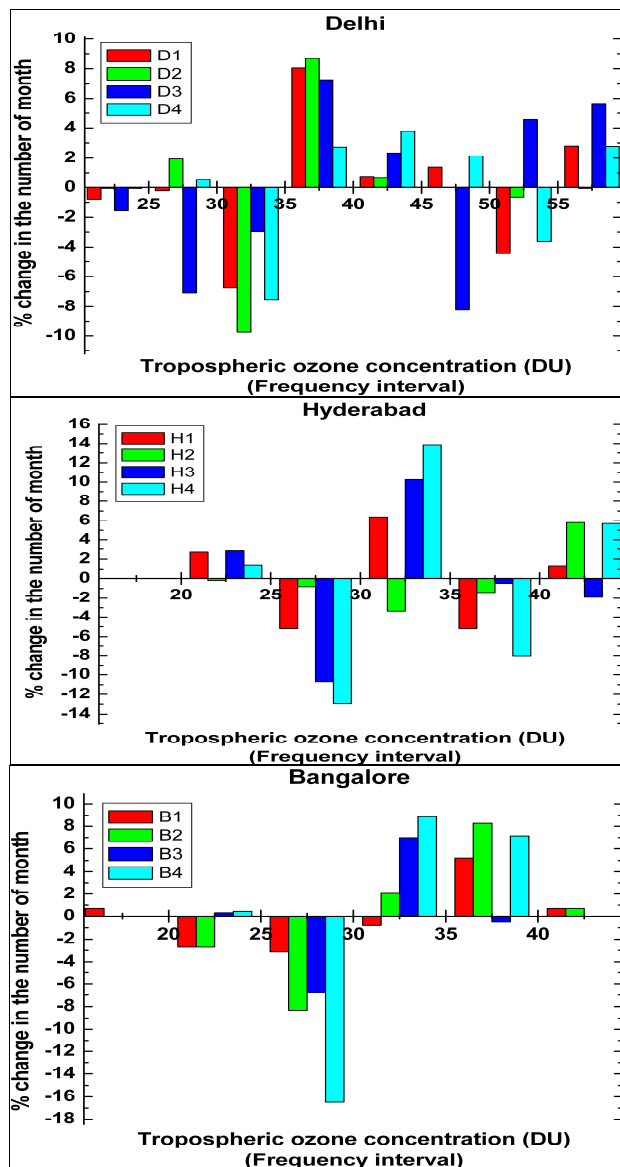 Delhi
% change in the number of month
10
8
6
4
2
0
-2
-4
-6
-8
-10
D1
D2
D3
D4
25 30 35 40 45 50 55
Tropospheric ozone concentration (DU)
(Frequency interval)
Hyderabad
% change in the number of month
16
14
12
10
8
6
4
2
0
-2
-4
-6
-8
-10
-12
-14
H1
H2
H3
H4
20 25 30 35 40
Tropospheric ozone concentration (DU)
(Frequency interval)
Bangalore
% change in the number of month
10
8
6
4
2
0
-2
-4
-6
-8
-10
-12
-14
-16
-18
B1
B2
B3
B4
20 25 30 35 40
Tropospheric ozone concentration (DU)
(Frequency interval)